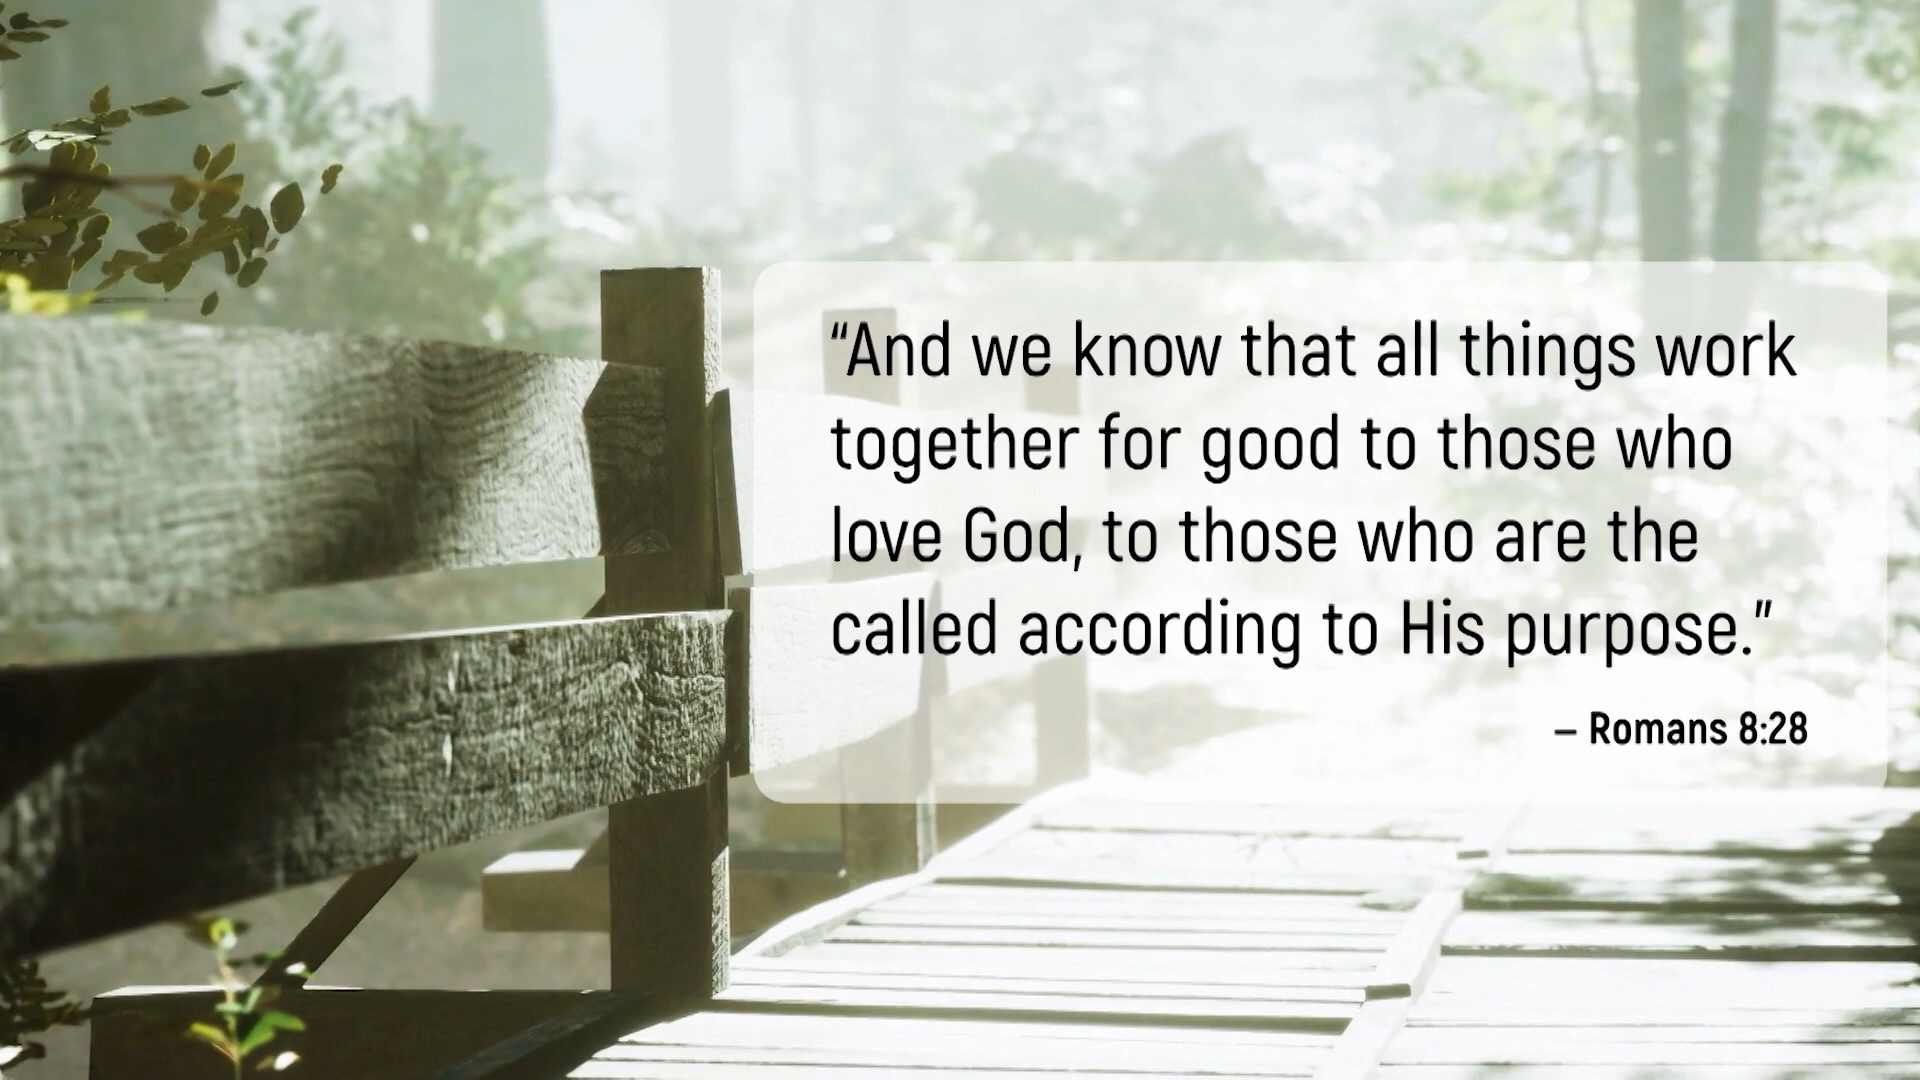 “And we know that all things work
together for good to those who
love God, to those who are the
called according to His purpose.”
– Romans 8:28